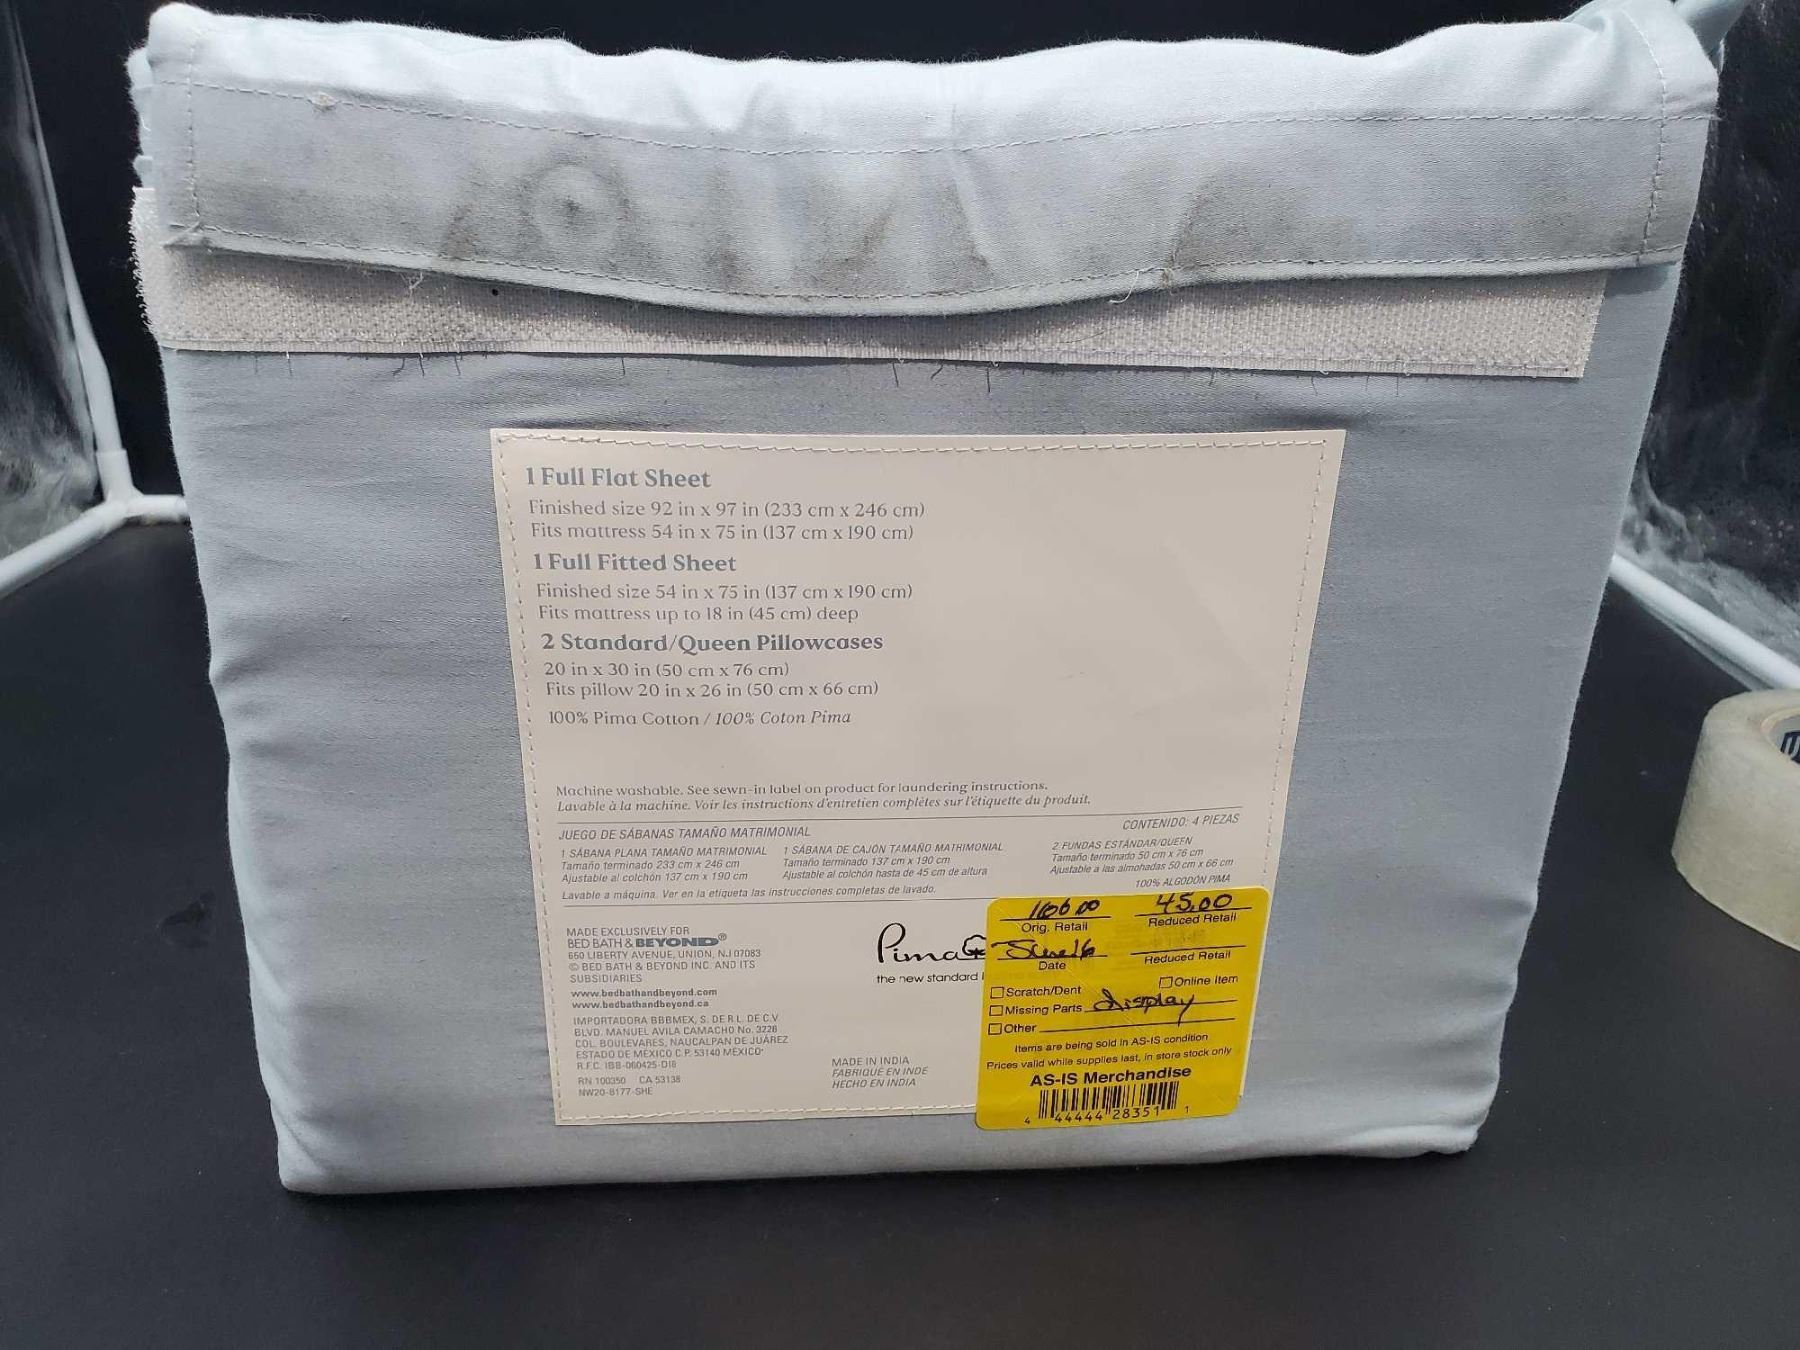 1 Full Flat Sheet
Finished size 92 in x 97 in (233 cm x 246 cm)
Fits mattress 54 in x 75 in (137 cm x 190 cm)
1 Full Fitted Sheet
Finished size 54 in x 75 in (137 cm x 190 cm)
Fits mattress up to 18 in (45 cm) deep
2 Standard/Queen Pillowcases
20 in x 30 in (50 cm x 76 cm)
Fits pillow 20 in x 26 in (50 cm x 66 cm)
100% Pima Cotton / 100% Coton Pima
Machine washable. See sewn-in label on product for laundering instructions.
Lavable à la machine. Voir les instructions d'entretien complètes sur l'étiquette du produit.
JUEGO DE SÁBANAS TAMAÑO MATRIMONIAL
CONTENIDO: 4 PIEZAS
1 SÁBANA PLANA TAMAÑO MATRIMONIAL
Tamaño terminado 233 cm x 246 cm
Ajustable al colchón 137 cm x 190 cm
1 SÁBANA DE CAJÓN TAMAÑO MATRIMONIAL
Tamaño terminado 137 cm x 190 cm
Ajustable al colchón hasta de 45 cm de altura
2 FUNDAS ESTÁNDAR/QUEEN
Tamaño terminado 50 cm x 76 cm
Ajustable a las almohadas 50 cm x 66 cm
100% ALGODÓN PIMA
Lavable a máquina. Ver en la etiqueta las instrucciones completas de lavado.
MADE EXCLUSIVELY FOR
BED BATH & BEYOND®
650 LIBERTY AVENUE, UNION, NJ 07083
© BED BATH & BEYOND INC. AND ITS
SUBSIDIARIES
www.bedbathandbeyond.com
www.bedbathandbeyond.ca
IMPORTADORA BBBMEX, S. DE R.L. DE C.V.
BLVD. MANUEL AVILA CAMACHO No. 3228
COL. BOULEVARES, NAUCALPAN DE JUÁREZ
ESTADO DE MÉXICO C.P. 53140 MÉXICO
R.F.C. IBB-060425-DI8
RN 100350 CA 53138
NW20-8177-SHE
Pima
the new standard
MADE IN INDIA
FABRIQUÉ EN INDE
HECHO EN INDIA
45.00
Orig. Retail
Reduced Retail
Date
Reduced Retail
Scratch/Dent
Online Item
Missing Parts display
Other
Items are being sold in AS-IS condition
Prices valid while supplies last, in store stock only
AS-IS Merchandise
4 44444 28351 1